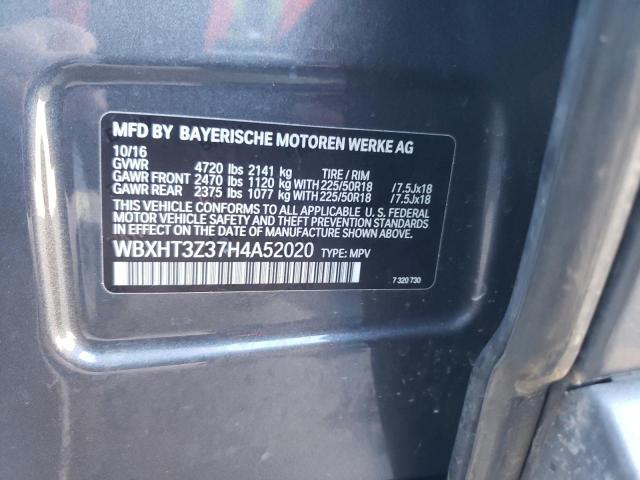 MFD BY BAYERISCHE MOTOREN WERKE AG
10/16
GVWR 4720 lbs 2141 kg TIRE / RIM
GAWR FRONT 2470 lbs 1120 kg WITH 225/50R18 /7.5Jx18
GAWR REAR 2375 lbs 1077 kg WITH 225/50R18 /7.5Jx18
THIS VEHICLE CONFORMS TO ALL APPLICABLE U. S. FEDERAL
MOTOR VEHICLE SAFETY AND THEFT PREVENTION STANDARDS
IN EFFECT ON THE DATE OF MANUFACTURE SHOWN ABOVE.
WBXHT3Z37H4A52020 TYPE: MPV
7 320 730